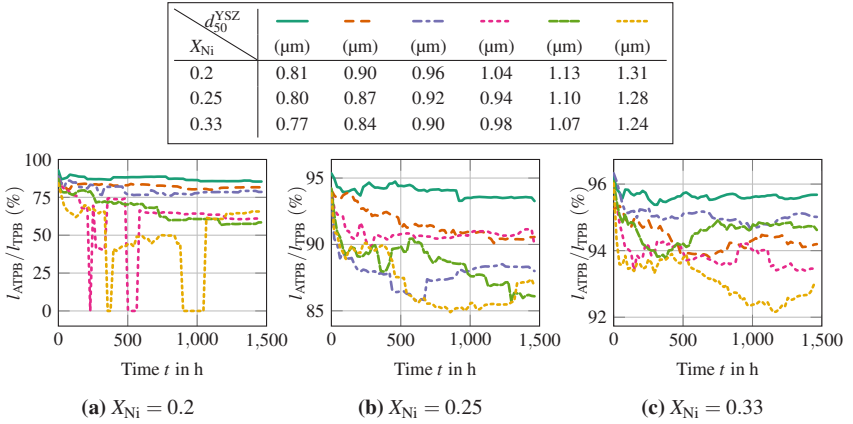 d₅₀^YSZ
X_Ni (µm) (µm) (µm) (µm) (µm) (µm)
0.2 0.81 0.90 0.96 1.04 1.13 1.31
0.25 0.80 0.87 0.92 0.94 1.10 1.28
0.33 0.77 0.84 0.90 0.98 1.07 1.24
l_ATPB/l_TPB (%)
100
75
50
25
0
0 500 1,000 1,500
Time t in h
(a) X_Ni = 0.2
l_ATPB/l_TPB (%)
95
90
85
0 500 1,000 1,500
Time t in h
(b) X_Ni = 0.25
l_ATPB/l_TPB (%)
96
94
92
0 500 1,000 1,500
Time t in h
(c) X_Ni = 0.33